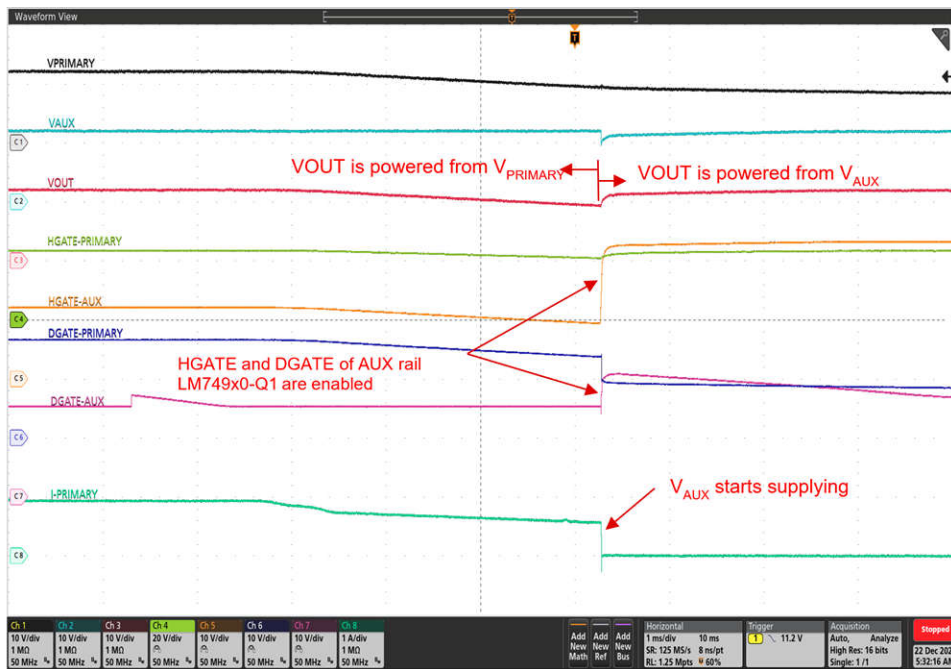 Waveform View
T
T
VPRIMARY
VAUX
C1
VOUT is powered from VPRIMARY
VOUT is powered from VAUX
VOUT
C2
HGATE-PRIMARY
C3
HGATE-AUX
C4
DGATE-PRIMARY
HGATE and DGATE of AUX rail
LM749x0-Q1 are enabled
C5
DGATE-AUX
C6
VAUX starts supplying
C7
I-PRIMARY
C8
Ch 1 Ch 2 Ch 3 Ch 4 Ch 5 Ch 6 Ch 7 Ch 8
10 V/div 10 V/div 10 V/div 20 V/div 10 V/div 10 V/div 10 V/div 1 A/div
1 MΩ 1 MΩ 1 MΩ 1 MΩ
50 MHz 50 MHz 50 MHz 50 MHz 50 MHz 50 MHz 50 MHz 50 MHz
Add New Math
Add New Ref
Add New Bus
Horizontal
1 ms/div 10 ms
SR: 125 MS/s 8 ns/pt
RL: 1.25 Mpts 60%
Trigger
1 11.2 V
Acquisition
Auto, Analyze
High Res: 16 bits
Single: 1 /1
Stopped
22 Dec 20
5:32:1